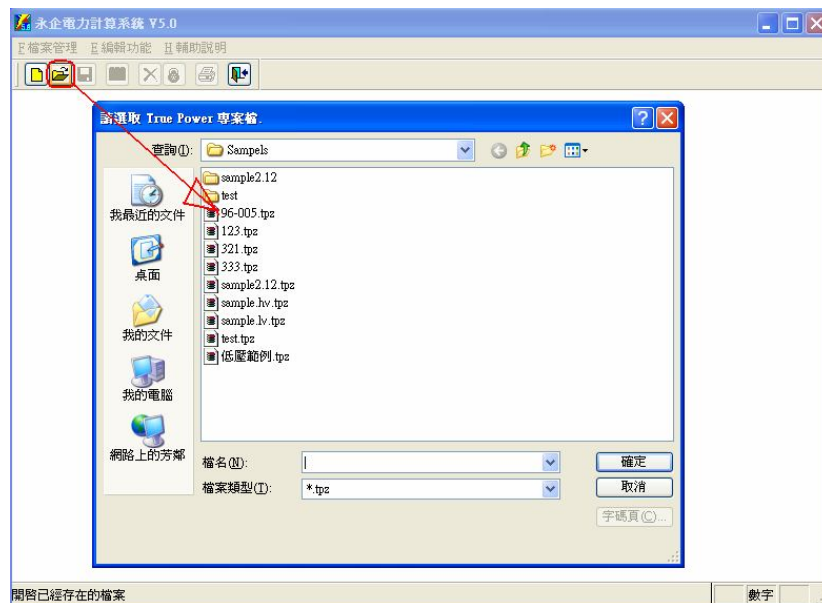 永企電力計算系統 V5.0
F檔案管理 E編輯功能 H輔助說明
請選取 True Power 專案檔.
查詢(I): Sampels
sample2.12
test
96-005.tpz
123.tpz
321.tpz
333.tpz
sample2.12.tpz
sample.hv.tpz
sample.lv.tpz
test.tpz
低壓範例.tpz
我最近的文件
桌面
我的文件
我的電腦
網路上的芳鄰
檔名(N):
確定
檔案類型(T): *.tpz
取消
字碼頁(C)...
開啓已經存在的檔案
數字